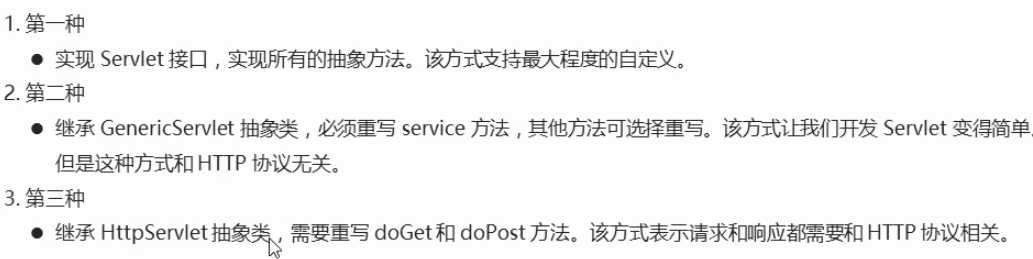 1. 第一种
● 实现 Servlet 接口，实现所有的抽象方法。该方式支持最大程度的自定义。
2. 第二种
● 继承 GenericServlet 抽象类，必须重写 service 方法，其他方法可选择重写。该方式让我们开发 Servlet 变得简单。
但是这种方式和 HTTP 协议无关。
3. 第三种
● 继承 HttpServlet 抽象类，需要重写 doGet 和 doPost 方法。该方式表示请求和响应都需要和 HTTP 协议相关。